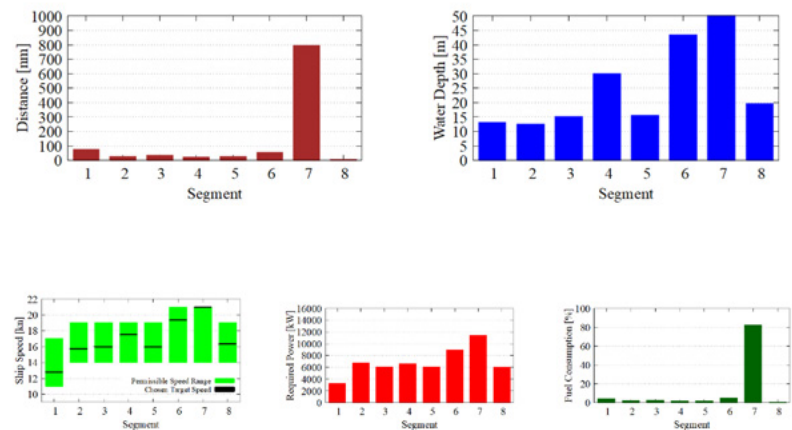 Distance [nm]
1000
900
800
700
600
500
400
300
200
100
0
1 2 3 4 5 6 7 8
Segment
Water Depth [m]
50
45
40
35
30
25
20
15
10
5
0
1 2 3 4 5 6 7 8
Segment
Ship Speed [kn]
22
20
18
16
14
12
10
Permissible Speed Range
Chosen Target Speed
1 2 3 4 5 6 7 8
Segment
Required Power [kW]
16000
14000
12000
10000
8000
6000
4000
2000
0
1 2 3 4 5 6 7 8
Segment
Fuel Consumption [%]
100
80
60
40
20
0
1 2 3 4 5 6 7 8
Segment